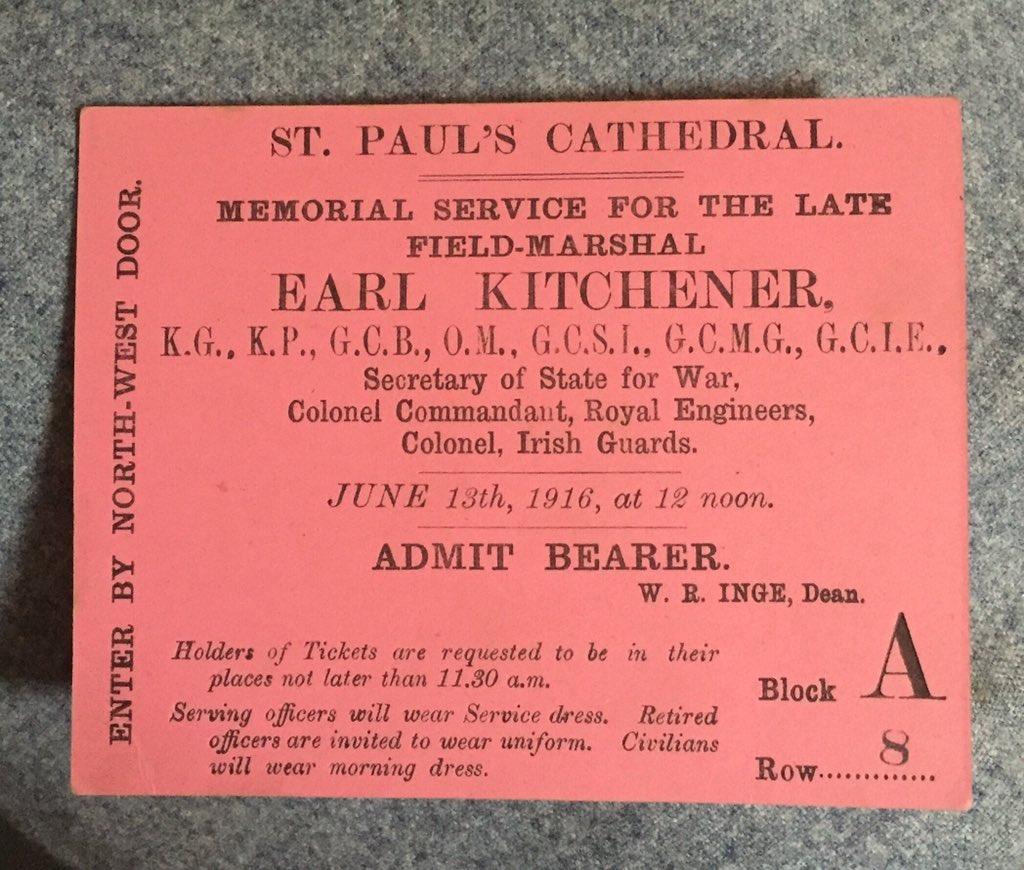 ST. PAUL'S CATHEDRAL.
MEMORIAL SERVICE FOR THE LATE
FIELD-MARSHAL
EARL KITCHENER,
K.G., K.P., G.C.B., O.M., G.C.S.I., G.C.M.G., G.C.I.E.,
Secretary of State for War,
Colonel Commandant, Royal Engineers,
Colonel, Irish Guards.
JUNE 13th, 1916, at 12 noon.
ADMIT BEARER.
W. R. INGE, Dean.
Holders of Tickets are requested to be in their
places not later than 11.30 a.m.
Serving officers will wear Service dress. Retired
officers are invited to wear uniform. Civilians
will wear morning dress.
Block A
Row.............8
ENTER BY NORTH-WEST DOOR.